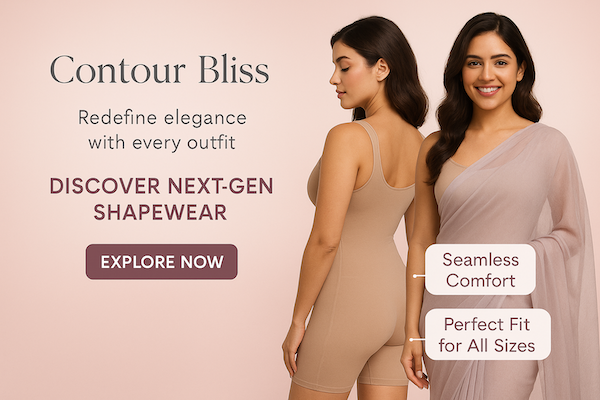 Contour Bliss
Redefine elegance
with every outfit
DISCOVER NEXT-GEN
SHAPEWEAR
EXPLORE NOW
Seamless
Comfort
Perfect Fit
for All Sizes